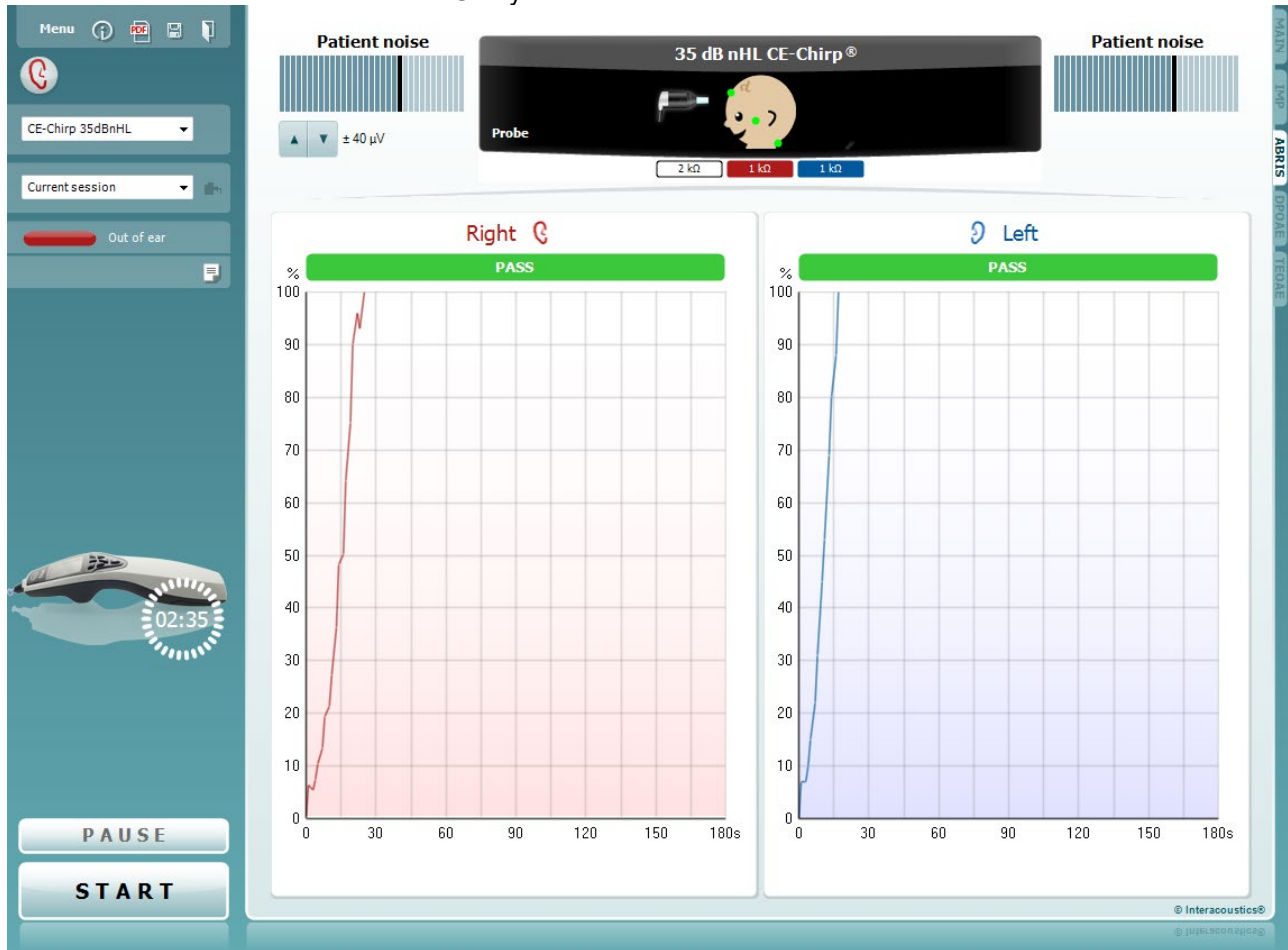 y
Menu PDF
CE-Chirp 35dBnHL
Current session
Out of ear
02:35
PAUSE
START
Patient noise
± 40 µV
35 dB nHL CE-Chirp®
Probe
2 kΩ 1 kΩ 1 kΩ
Patient noise
MAIN
IMP
ABRIS
DPOAE
TEOAE
Right
PASS
%
100
90
80
70
60
50
40
30
20
10
0
0 30 60 90 120 150 180s
Left
PASS
%
100
90
80
70
60
50
40
30
20
10
0
0 30 60 90 120 150 180s
© Interacoustics®
© Interacoustics®